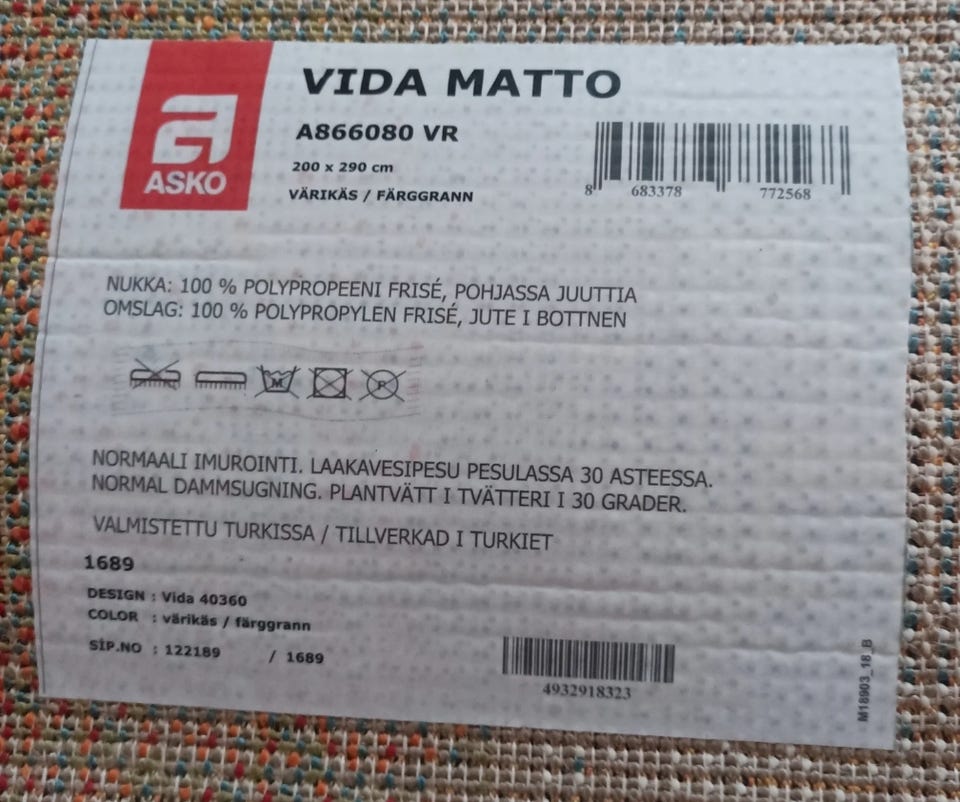 ASKO
VIDA MATTO
A866080 VR
200 x 290 cm
VÄRIKÄS / FÄRGGRANN
8 683378 772568
NUKKA: 100 % POLYPROPEENI FRISÉ, POHJASSA JUUTTIA
OMSLAG: 100 % POLYPROPYLEN FRISÉ, JUTE I BOTTNEN
M P
NORMAALI IMUROINTI. LAAKAVESIPESU PESULASSA 30 ASTEESSA.
NORMAL DAMMSUGNING. PLANTVÄTT I TVÄTTERI I 30 GRADER.
VALMISTETTU TURKISSA / TILLVERKAD I TURKIET
1689
DESIGN : Vida 40360
COLOR : värikäs / färggrann
SİP.NO : 122189 / 1689
4932918323
M18903_18_B